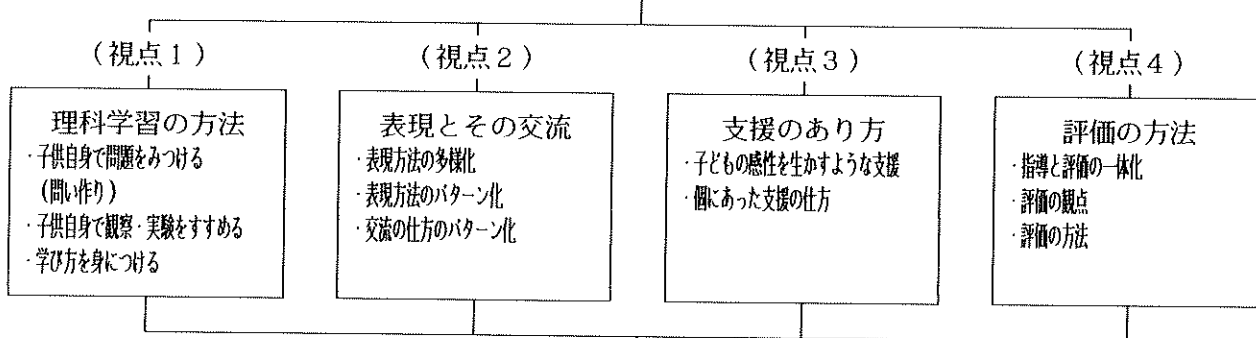 (視点1)
理科学習の方法
・子供自身で問題をみつける
(問い作り)
・子供自身で観察・実験をすすめる
・学び方を身につける
(視点2)
表現とその交流
・表現方法の多様化
・表現方法のパターン化
・交流の仕方のパターン化
(視点3)
支援のあり方
・子どもの感性を生かすような支援
・個にあった支援の仕方
(視点4)
評価の方法
・指導と評価の一体化
・評価の観点
・評価の方法